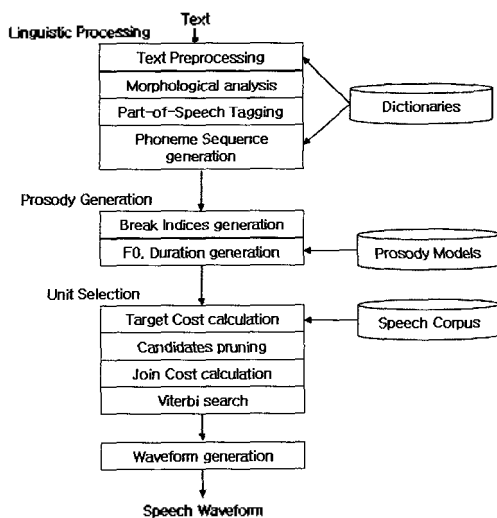 Text
Linguistic Processing
Text Preprocessing
Morphological analysis
Part-of-Speech Tagging
Phoneme Sequence
generation
Dictionaries
Prosody Generation
Break Indices generation
F0, Duration generation
Prosody Models
Unit Selection
Target Cost calculation
Speech Corpus
Candidates pruning
Join Cost calculation
Viterbi search
Waveform generation
Speech Waveform